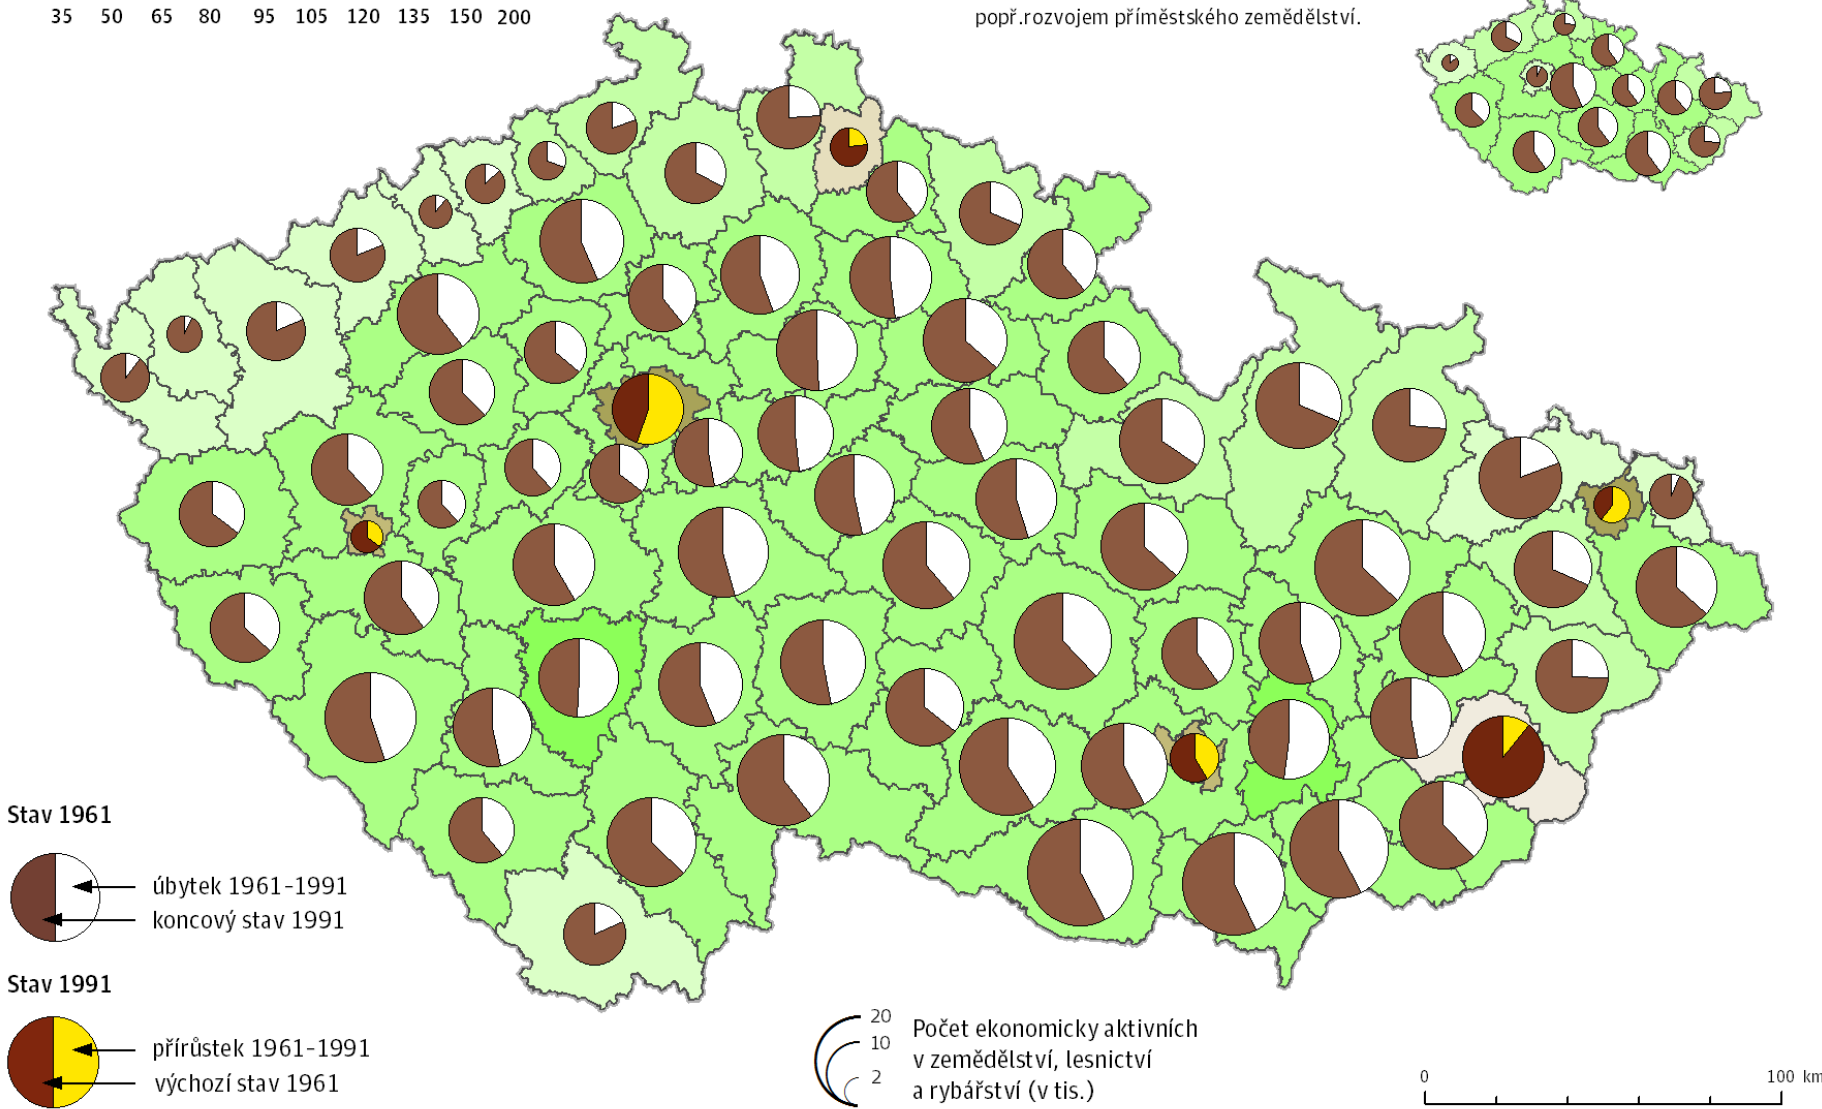 35 50 65 80 95 105 120 135 150 200
popř.rozvojem příměstského zemědělství.
Stav 1961
úbytek 1961-1991
koncový stav 1991
Stav 1991
přírůstek 1961-1991
výchozí stav 1961
20
10
2
Počet ekonomicky aktivních
v zemědělství, lesnictví
a rybářství (v tis.)
0 100 km